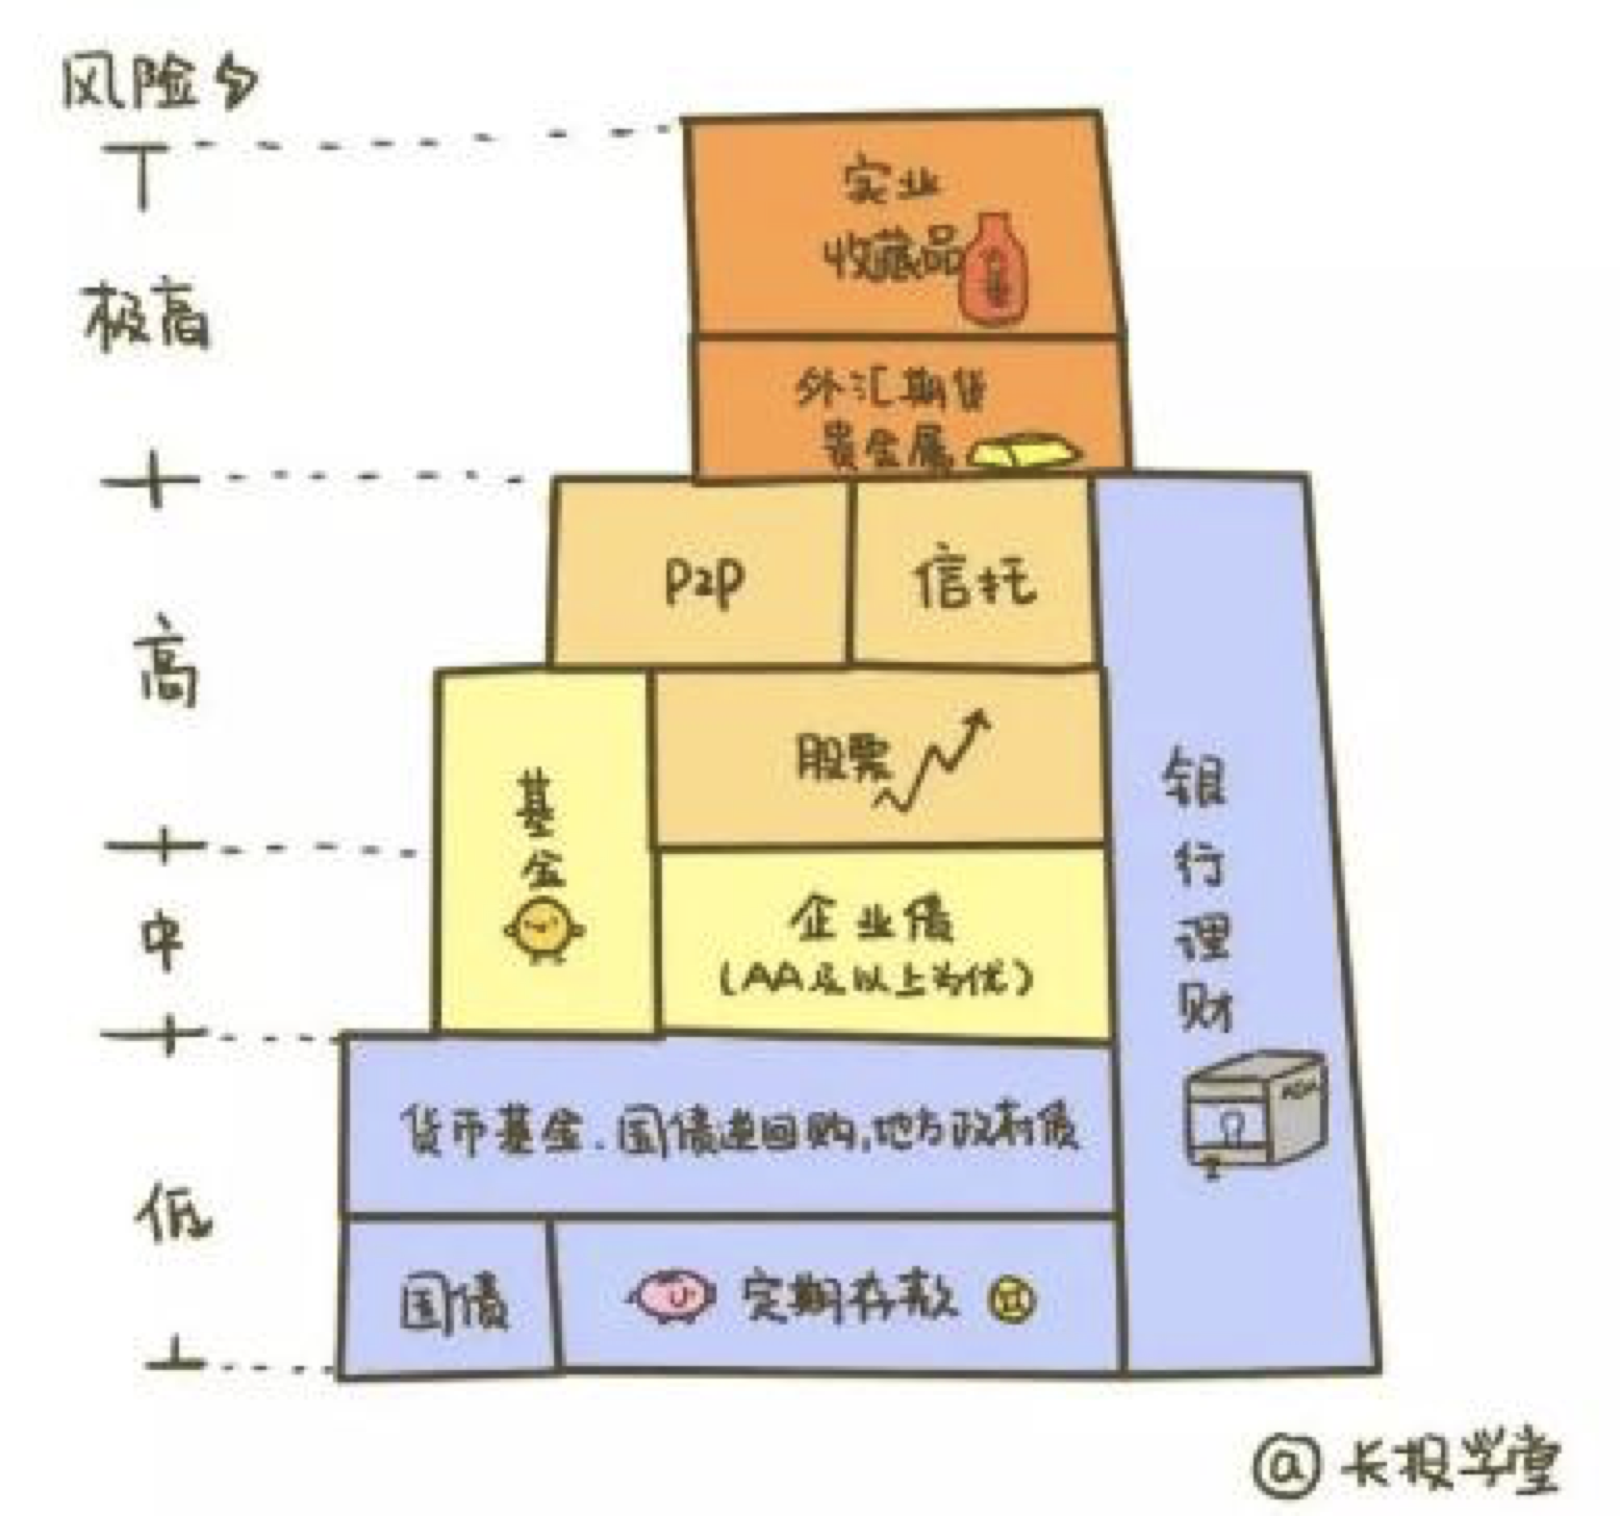 风险
极高
高
中
低
实业
收藏品
外汇期货
贵金属
P2P
信托
基金
股票
企业债
(AA及以上为优)
银行理财
货币基金.国债逆回购,地方政府债
国债
定期存款
@长投学堂